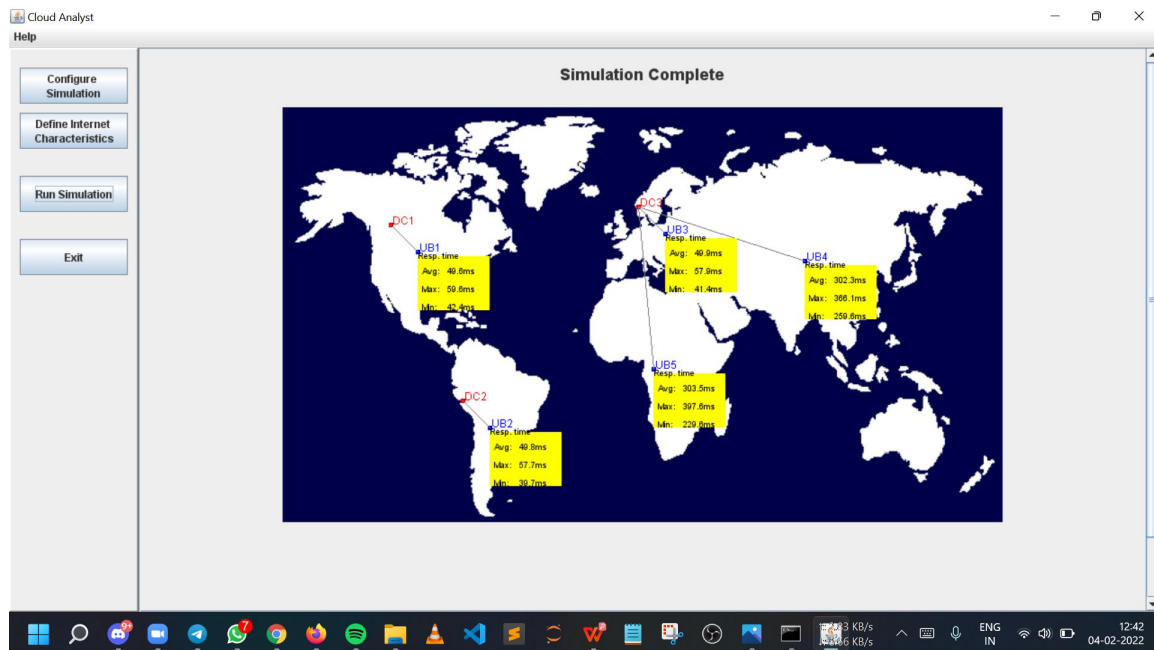 Cloud Analyst
Help
Configure
Simulation
Define Internet
Characteristics
Run Simulation
Exit
Simulation Complete
DC1
UB1
Resp. time
Avg: 49.6ms
Max: 59.6ms
Min: 42.4ms
DC2
UB2
Resp. time
Avg: 49.8ms
Max: 57.7ms
Min: 39.7ms
DC3
UB3
Resp. time
Avg: 49.9ms
Max: 57.9ms
Min: 41.4ms
UB4
Resp. time
Avg: 302.3ms
Max: 366.1ms
Min: 259.6ms
UB5
Resp. time
Avg: 303.5ms
Max: 397.6ms
Min: 229.6ms
9+
7
KB/s
KB/s
ENG
IN
12:42
04-02-2022